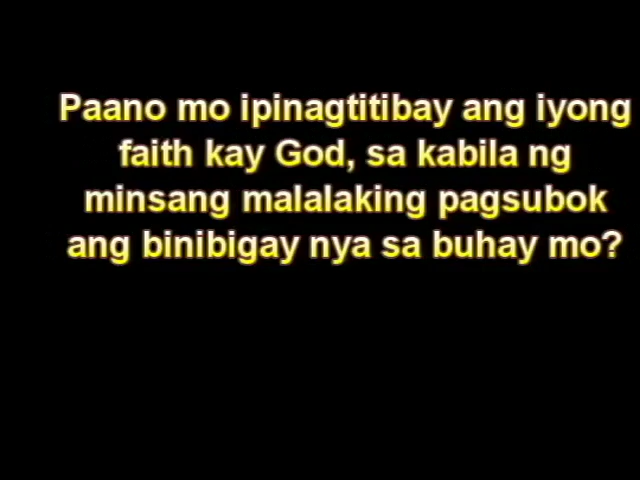 Paano mo ipinagtitibay ang iyong
faith kay God, sa kabila ng
minsang malalaking pagsubok
ang binibigay nya sa buhay mo?